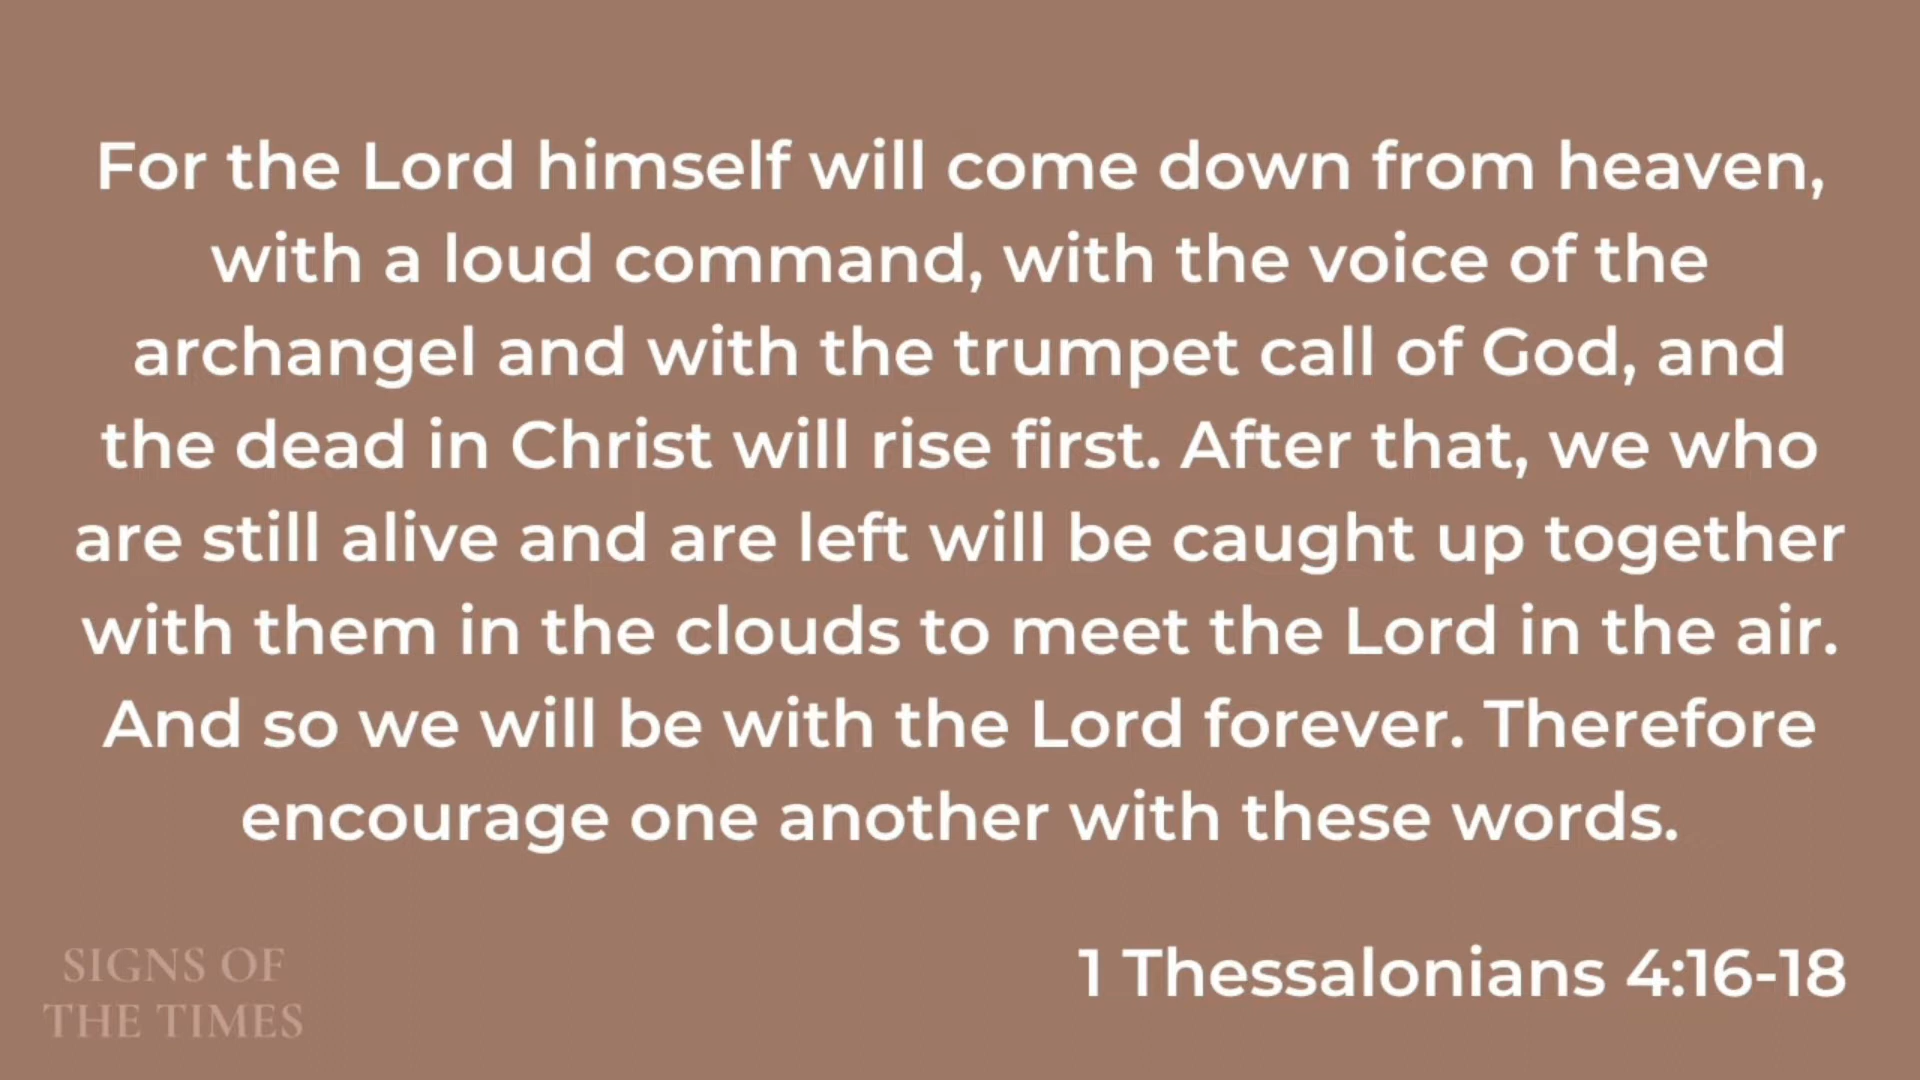 For the Lord himself will come down from heaven,
with a loud command, with the voice of the
archangel and with the trumpet call of God, and
the dead in Christ will rise first. After that, we who
are still alive and are left will be caught up together
with them in the clouds to meet the Lord in the air.
And so we will be with the Lord forever. Therefore
encourage one another with these words.
1 Thessalonians 4:16-18
SIGNS OF
THE TIMES